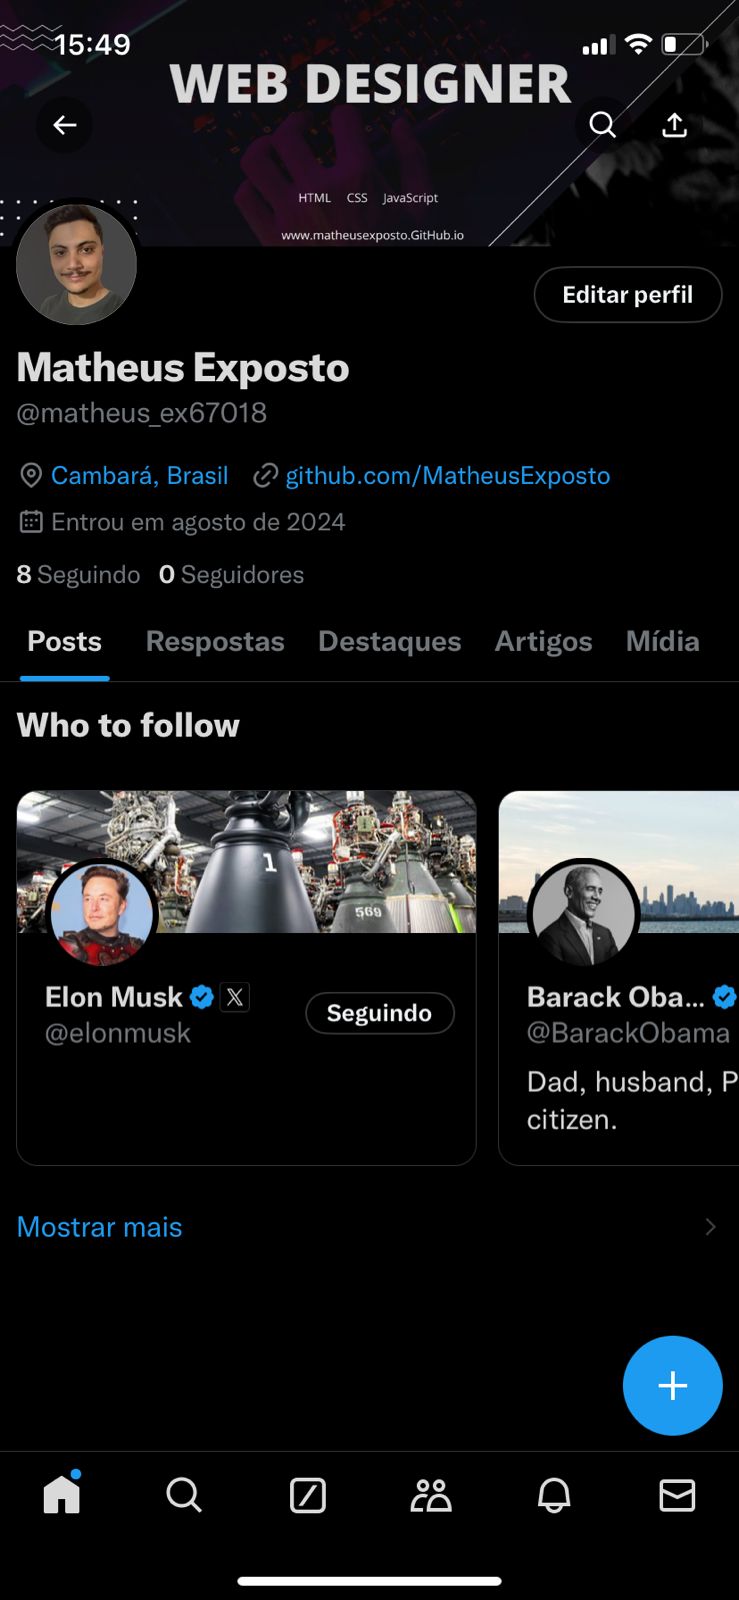 15:49
WEB DESIGNER
HTML CSS JavaScript
www.matheusexposto.GitHub.io
Editar perfil
Matheus Exposto
@matheus_ex67018
Cambará, Brasil github.com/MatheusExposto
Entrou em agosto de 2024
8 Seguindo 0 Seguidores
Posts Respostas Destaques Artigos Mídia
Who to follow
1
569
Elon Musk X
@elonmusk
Seguindo
Barack Oba...
@BarackObama
Dad, husband, P
citizen.
Mostrar mais